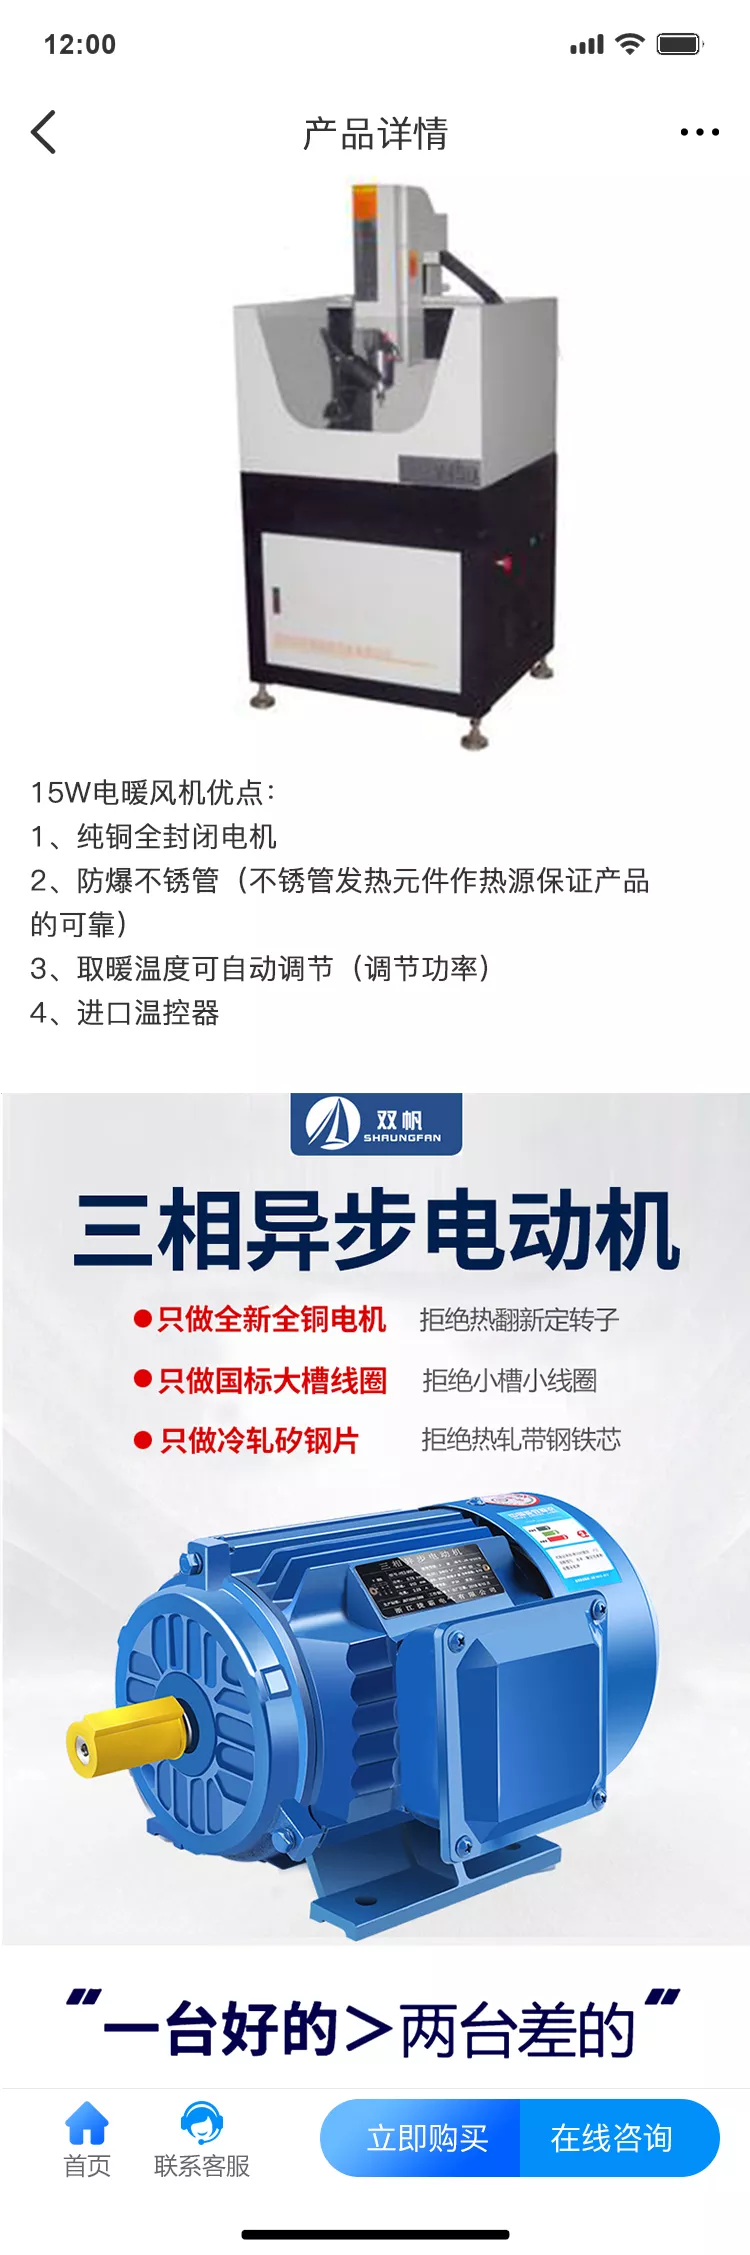 12:00
产品详情
15W电暖风机优点：
1、纯铜全封闭电机
2、防爆不锈管（不锈管发热元件作热源保证产品
的可靠）
3、取暖温度可自动调节（调节功率）
4、进口温控器
双帆
SHAUNGFAN
三相异步电动机
●只做全新全铜电机 拒绝热翻新定转子
●只做国标大槽线圈 拒绝小槽小线圈
●只做冷轧矽钢片 拒绝热轧带钢铁芯
三相异步电动机
"一台好的＞两台差的"
首页
联系客服
立即购买
在线咨询